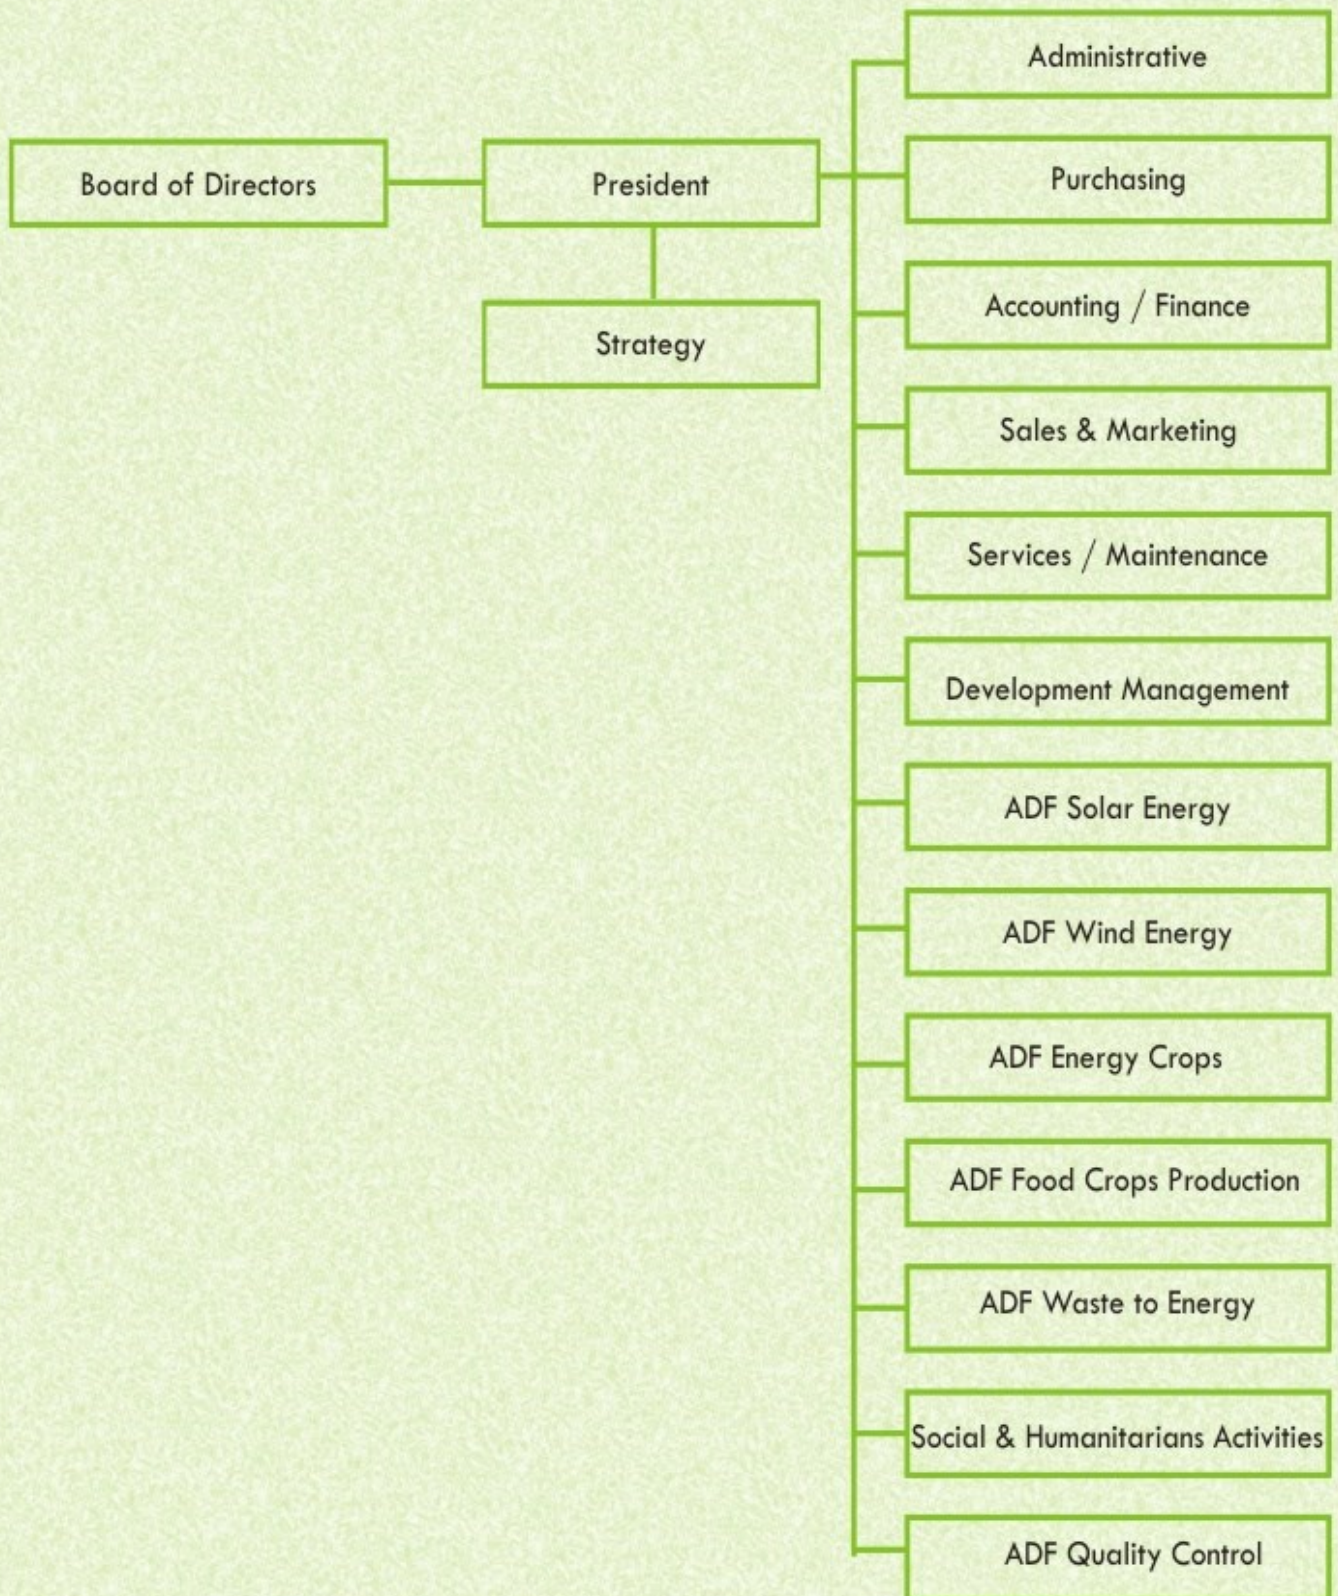 Board of Directors
President
Strategy
Administrative
Purchasing
Accounting / Finance
Sales & Marketing
Services / Maintenance
Development Management
ADF Solar Energy
ADF Wind Energy
ADF Energy Crops
ADF Food Crops Production
ADF Waste to Energy
Social & Humanitarians Activities
ADF Quality Control